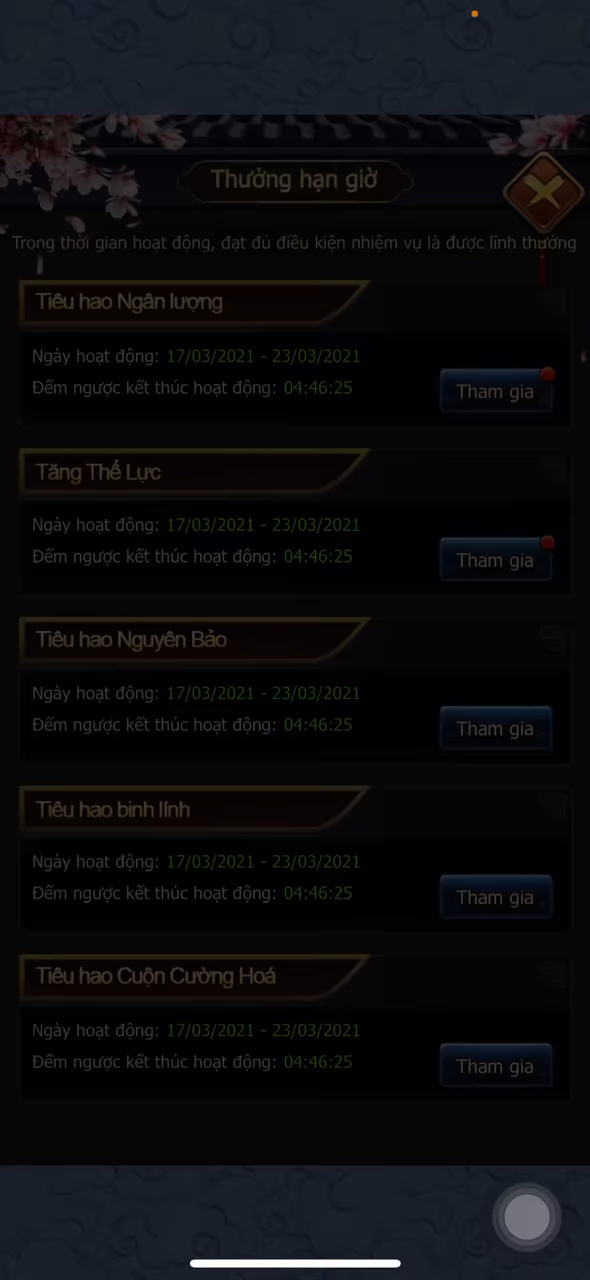 Thưởng hạn giờ
Trong thời gian hoạt động, đạt đủ điều kiện nhiệm vụ là được lĩnh thưởng
Tiêu hao Ngân lượng
Ngày hoạt động: 17/03/2021 - 23/03/2021
Đếm ngược kết thúc hoạt động: 04:46:25
Tham gia
Tăng Thế Lực
Ngày hoạt động: 17/03/2021 - 23/03/2021
Đếm ngược kết thúc hoạt động: 04:46:25
Tham gia
Tiêu hao Nguyên Bảo
Ngày hoạt động: 17/03/2021 - 23/03/2021
Đếm ngược kết thúc hoạt động: 04:46:25
Tham gia
Tiêu hao binh lính
Ngày hoạt động: 17/03/2021 - 23/03/2021
Đếm ngược kết thúc hoạt động: 04:46:25
Tham gia
Tiêu hao Cuộn Cường Hoá
Ngày hoạt động: 17/03/2021 - 23/03/2021
Đếm ngược kết thúc hoạt động: 04:46:25
Tham gia